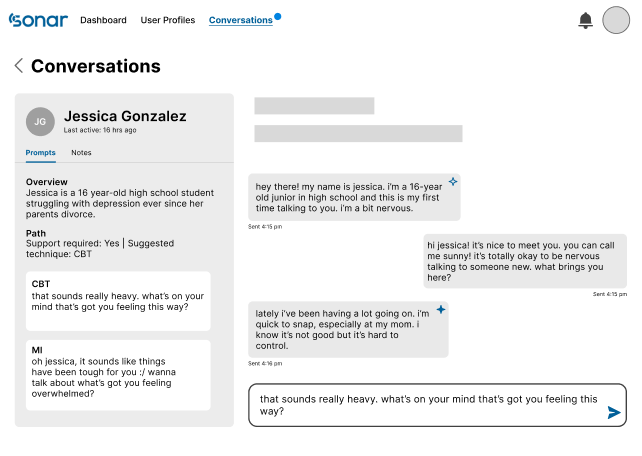 sonar Dashboard User Profiles Conversations
Conversations
JG
Jessica Gonzalez
Last active: 16 hrs ago
Prompts Notes
Overview
Jessica is a 16 year-old high school student
struggling with depression ever since her
parents divorce.
Path
Support required: Yes | Suggested
technique: CBT
CBT
that sounds really heavy. what's on your
mind that's got you feeling this way?
MI
oh jessica, it sounds like things
have been tough for you :/ wanna
talk about what's got you feeling
overwhelmed?
hey there! my name is jessica. i'm a 16-year
old junior in high school and this is my first
time talking to you. i'm a bit nervous.
Sent 4:15 pm
hi jessica! it's nice to meet you. you can call
me sunny! it's totally okay to be nervous
talking to someone new. what brings you
here?
Sent 4:15 pm
lately i've been having a lot going on. i'm
quick to snap, especially at my mom. i
know it's not good but it's hard to
control.
Sent 4:16 pm
that sounds really heavy. what's on your mind that's got you feeling this
way?